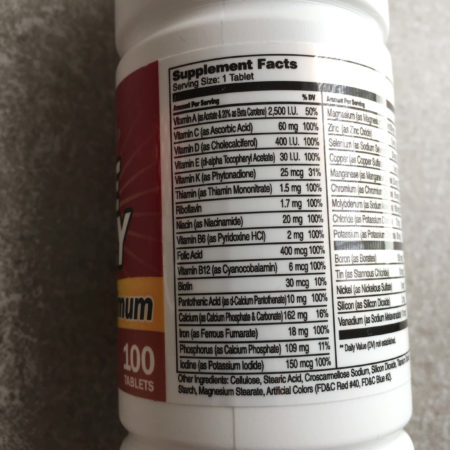 Supplement Facts
Serving Size: 1 Tablet
Amount Per Serving % DV
Vitamin A (as Acetate & 20% as Beta Carotene) 2,500 I.U. 50%
Vitamin C (as Ascorbic Acid) 60 mg 100%
Vitamin D (as Cholecalciferol) 400 I.U. 100%
Vitamin E (dl-alpha Tocopheryl Acetate) 30 I.U. 100%
Vitamin K (as Phytonadione) 25 mcg 31%
Thiamin (as Thiamin Mononitrate) 1.5 mg 100%
Riboflavin 1.7 mg 100%
Niacin (as Niacinamide) 20 mg 100%
Vitamin B6 (as Pyridoxine HCl) 2 mg 100%
Folic Acid 400 mcg 100%
Vitamin B12 (as Cyanocobalamin) 6 mcg 100%
Biotin 30 mcg 10%
Pantothenic Acid (as d-Calcium Pantothenate) 10 mg 100%
Calcium (as Calcium Phosphate & Carbonate) 162 mg 16%
Iron (as Ferrous Fumarate) 18 mg 100%
Phosphorus (as Calcium Phosphate) 109 mg 11%
Iodine (as Potassium Iodide) 150 mcg 100%
Other Ingredients: Cellulose, Stearic Acid, Croscarmellose Sodium, Silicon Dioxide,
Starch, Magnesium Stearate, Artificial Colors (FD&C Red #40, FD&C Blue #2).
Amount Per Serving
Magnesium (as Magnes
Zinc (as Zinc Oxide)
Selenium (as Sodium Sel
Copper (as Copper Sulfa
Manganese (as Mangane
Chromium (as Chromium
Molybdenum (as Sodium
Chloride (as Potassium C
Potassium (as Potassium
Boron (as Borates)
Tin (as Stannous Chloride)
Nickel (as Nickelous Sulfate)
Silicon (as Silicon Dioxide)
Vanadium (as Sodium
** Daily Value (DV) not established.
mum
100
TABLETS